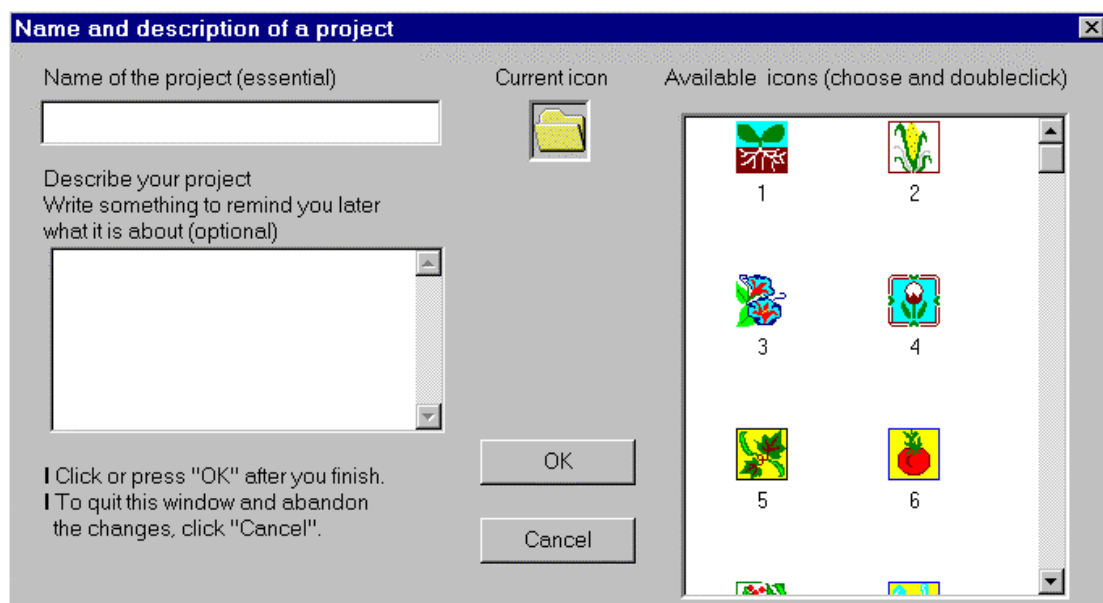 Name and description of a project
Name of the project (essential)
Current icon
Available icons (choose and doubleclick)
1
2
Describe your project
Write something to remind you later
what it is about (optional)
3
4
5
6
OK
Click or press "OK" after you finish.
To quit this window and abandon
the changes, click "Cancel".
Cancel